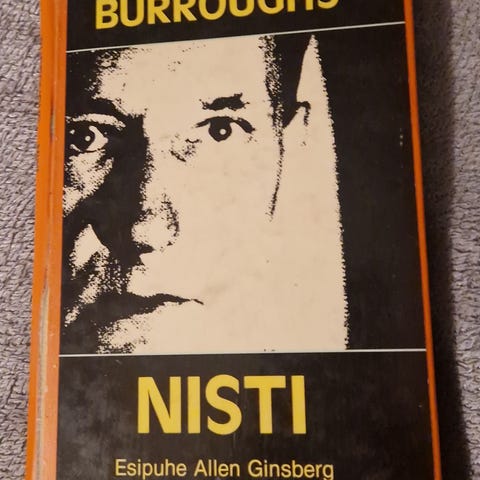 BURROUGHS
NISTI
Esipuhe Allen Ginsberg